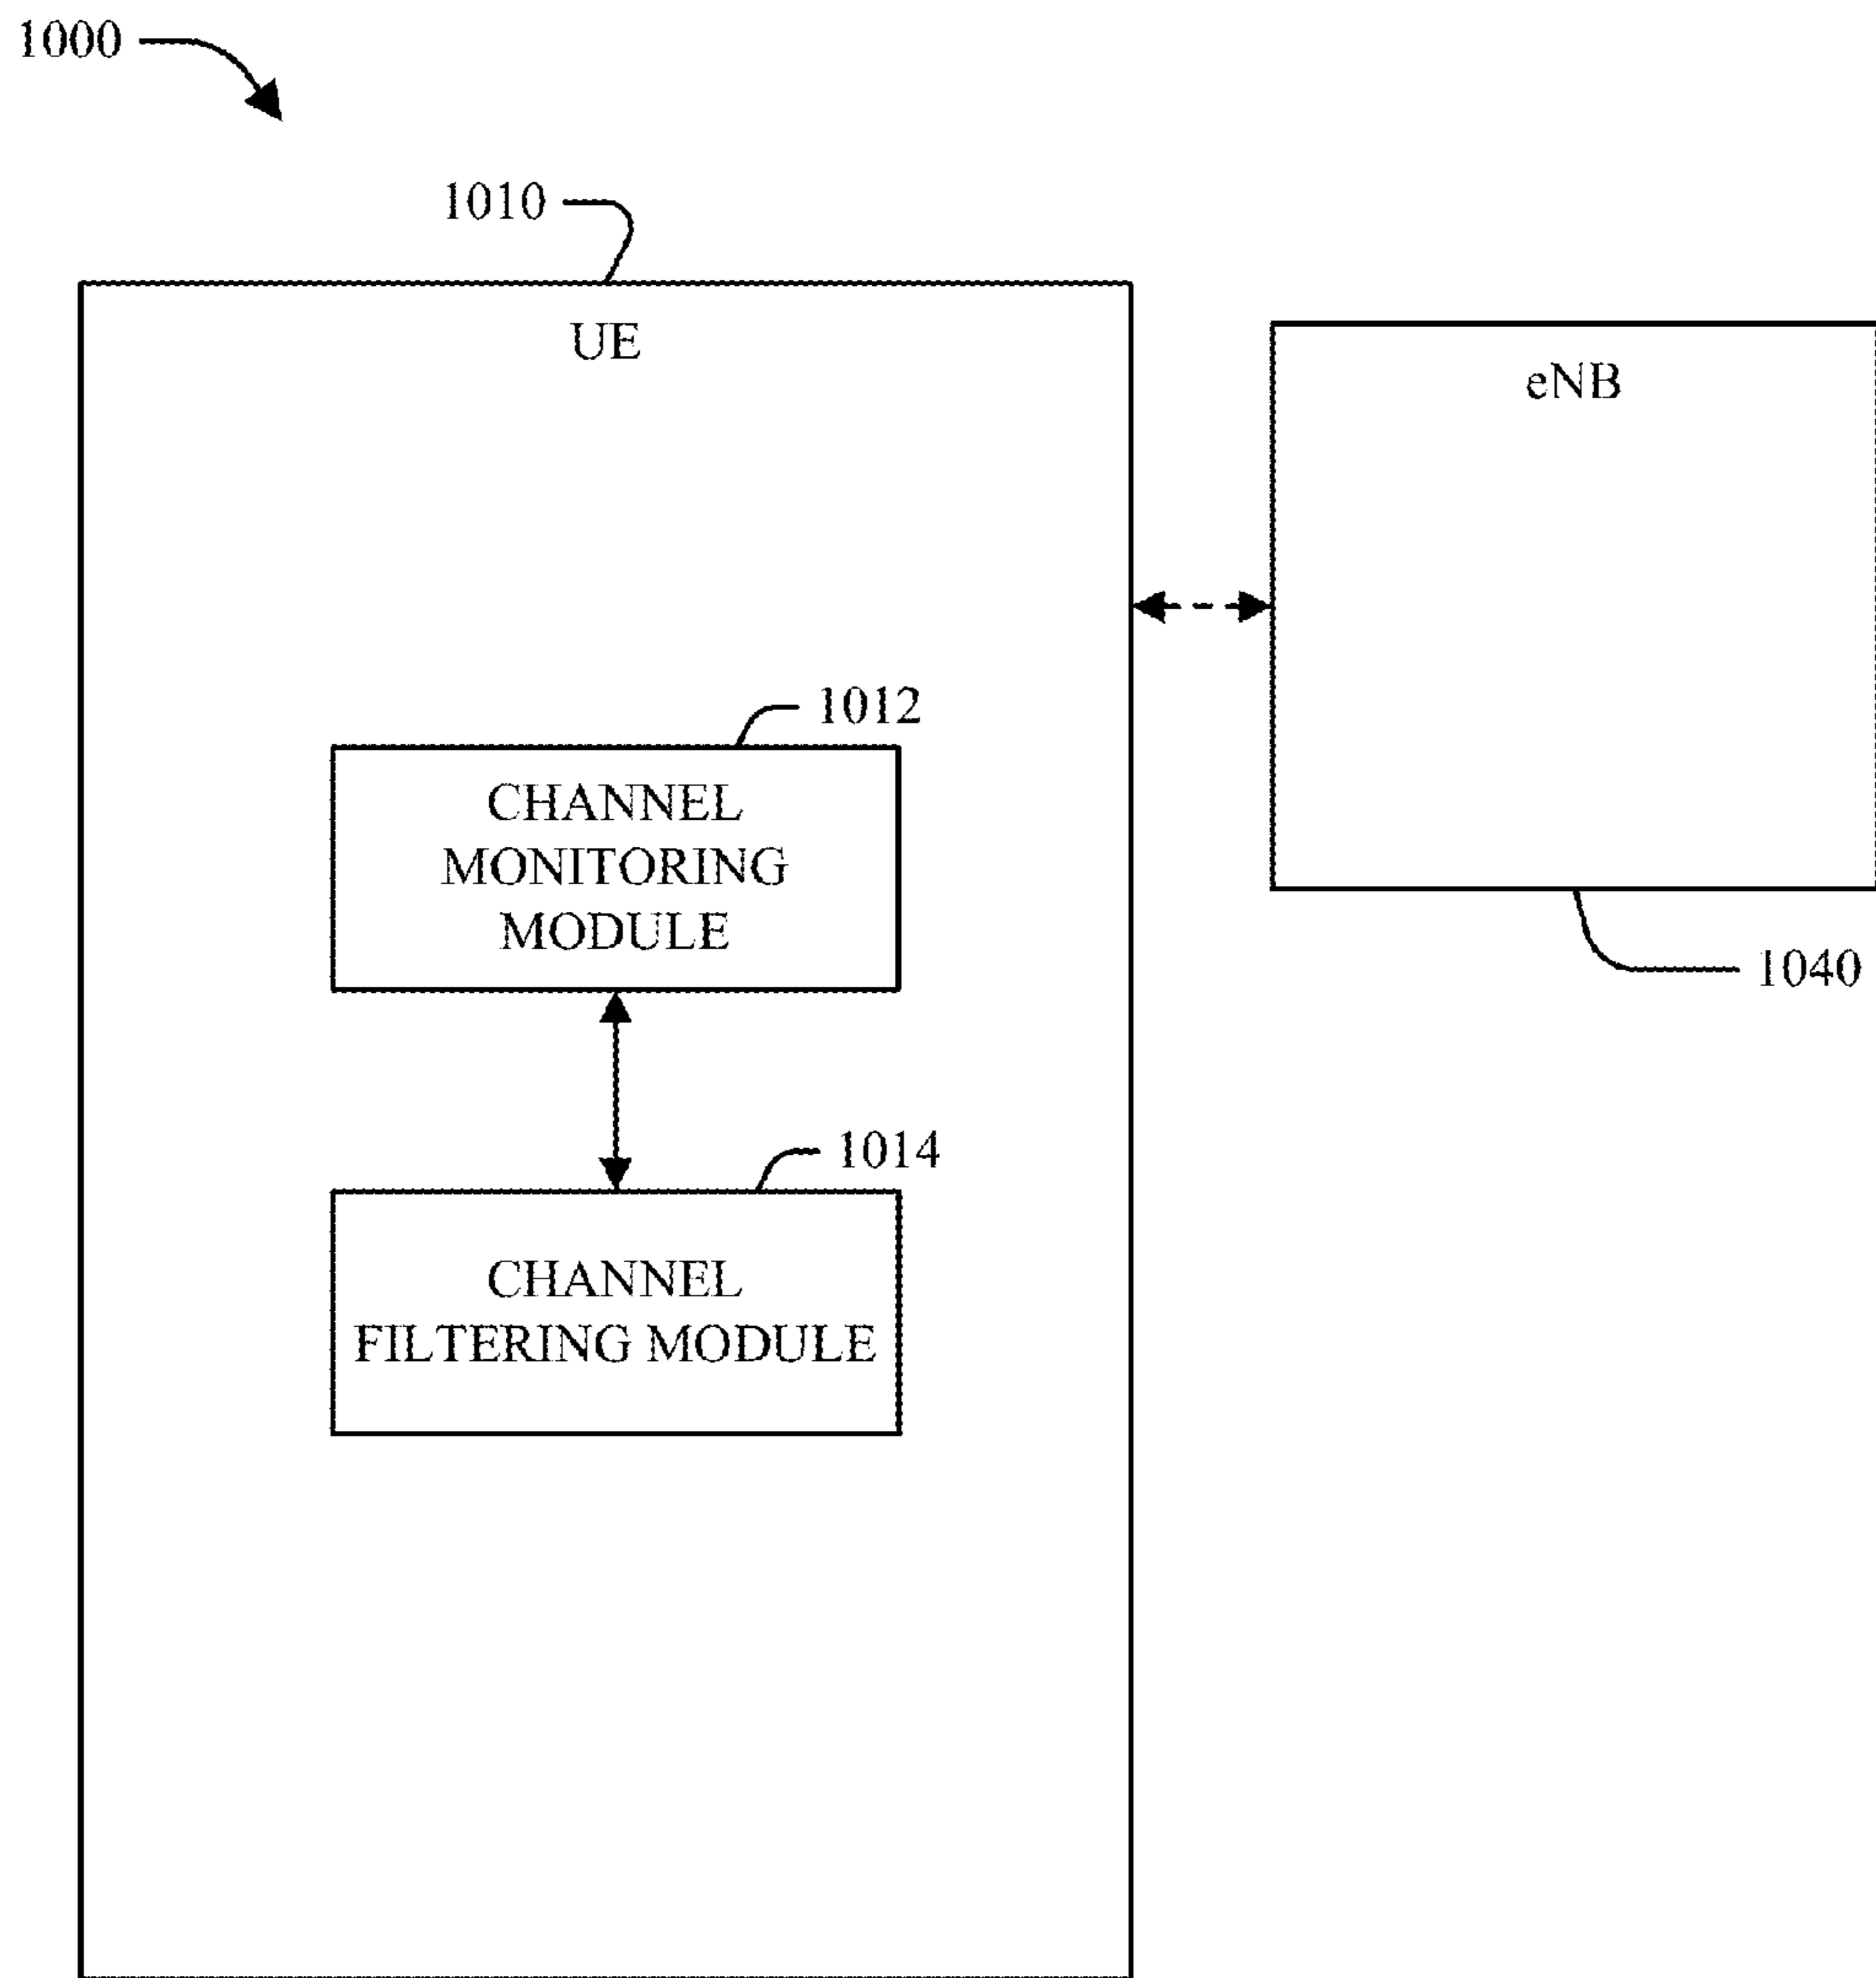 1000
1010
UE
eNB
1012
CHANNEL
MONITORING
MODULE
1040
1014
CHANNEL
FILTERING MODULE